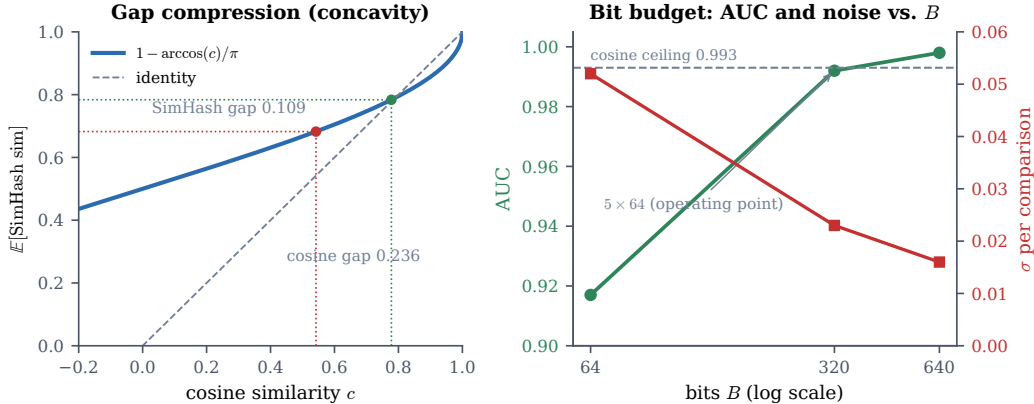 Gap compression (concavity)
1 − arccos(c)/π
identity
SimHash gap 0.109
cosine gap 0.236
𝔼[SimHash sim]
1.0
0.8
0.6
0.4
0.2
0.0
−0.2
0.0
0.2
0.4
0.6
0.8
1.0
cosine similarity c
Bit budget: AUC and noise vs. B
cosine ceiling 0.993
5 × 64 (operating point)
AUC
1.00
0.98
0.96
0.94
0.92
0.90
64
320
640
bits B (log scale)
0.06
0.05
0.04
0.03
0.02
0.01
0.00
σ per comparison